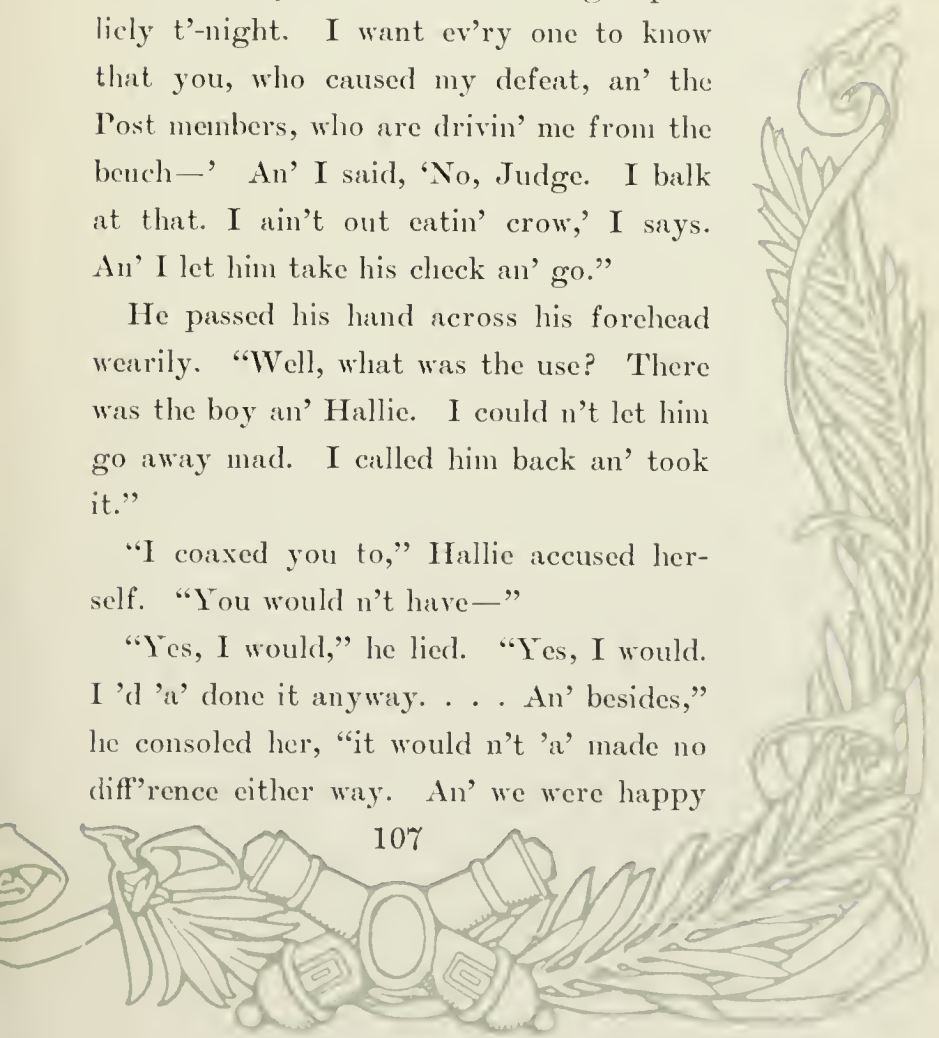 licly t’-night. I want ev’ry one to know
that you, who caused my defeat, an’ the
Post members, who are drivin’ me from the
bench—’ An’ I said, ‘No, Judge. I balk
at that. I ain't out eatin’ crow,’ I says.
An’ I let him take his check an’ go.”
He passed his hand across his forehead
wearily. “Well, what was the use? There
was the boy an’ Hallie. I could n’t let him
go away mad. I called him back an’ took
it.”
“I coaxed you to,” Hallie accused her-
self. “You would n’t have—”
“Yes, I would,” he lied. “Yes, I would.
I ’d ’a’ done it anyway. . . . An’ besides,”
he consoled her, “it would n’t ’a’ made no
diff’rence either way. An’ we were happy
107